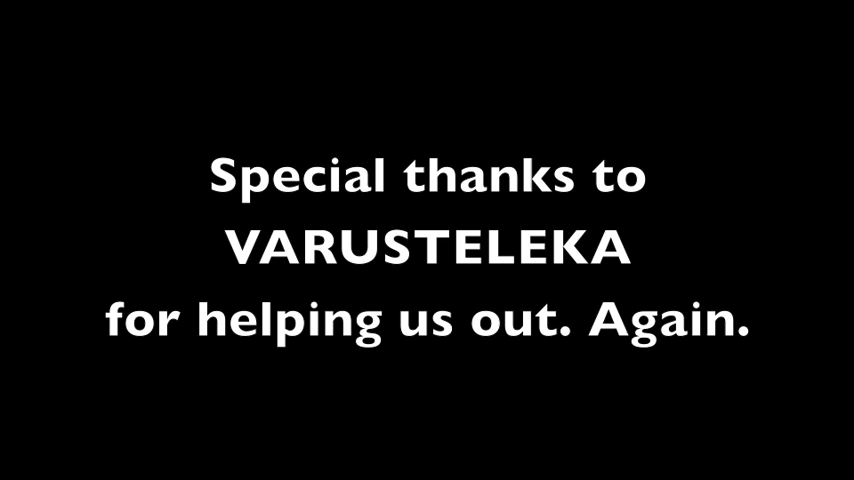 Special thanks to
VARUSTELEKA
for helping us out. Again.